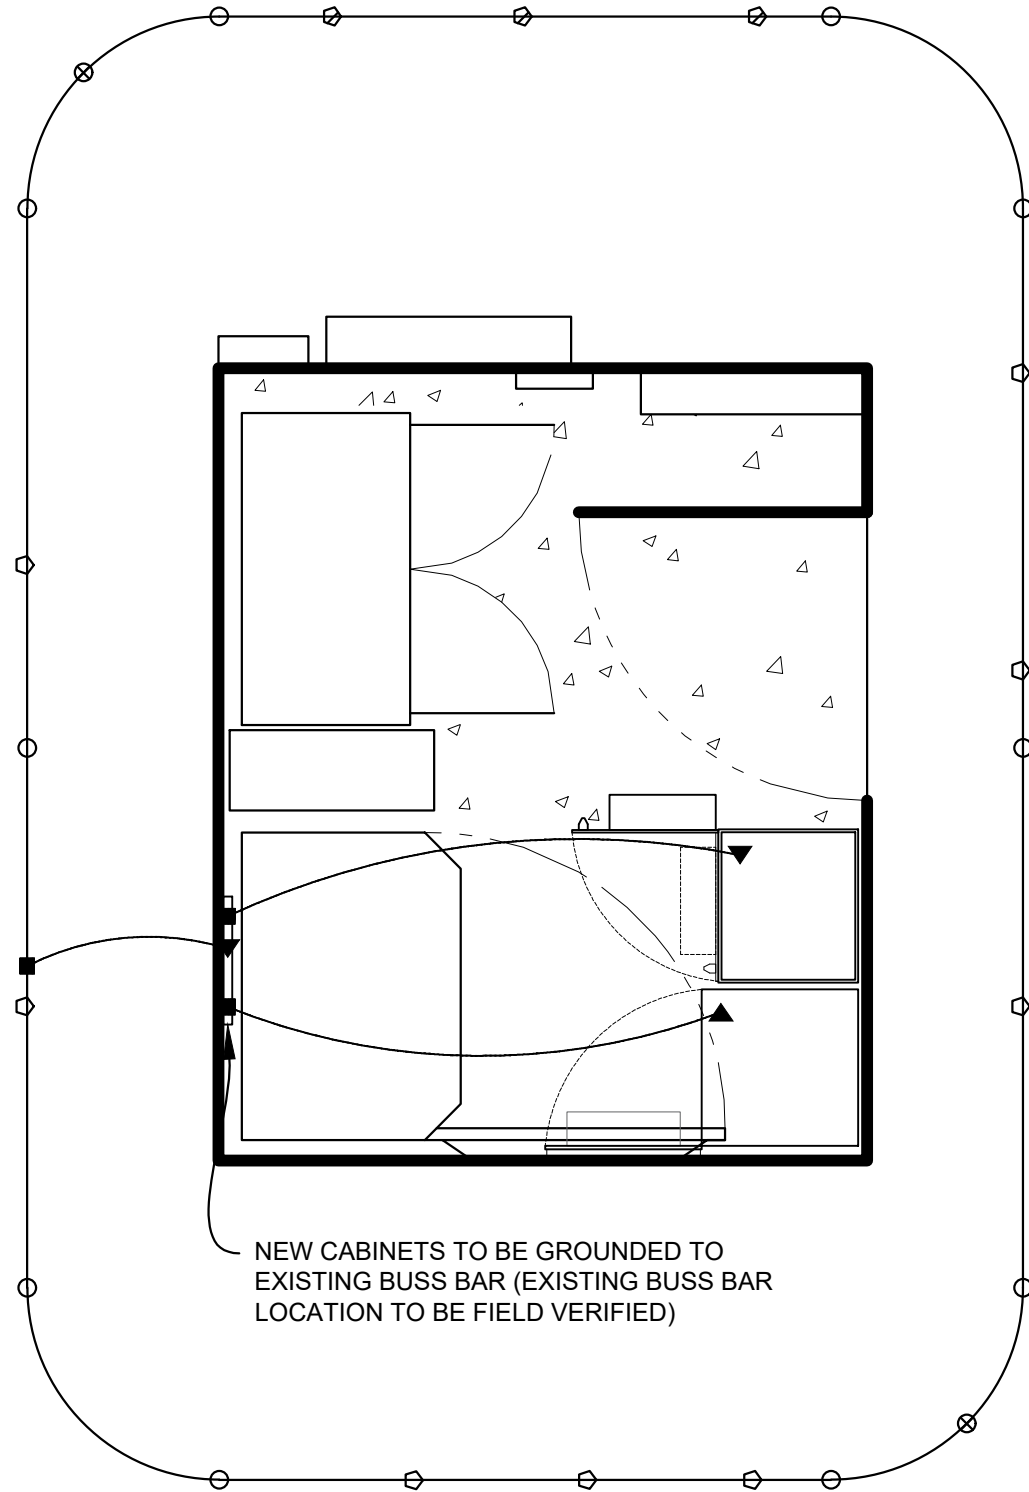 NEW CABINETS TO BE GROUNDED TO
EXISTING BUSS BAR (EXISTING BUSS BAR
LOCATION TO BE FIELD VERIFIED)